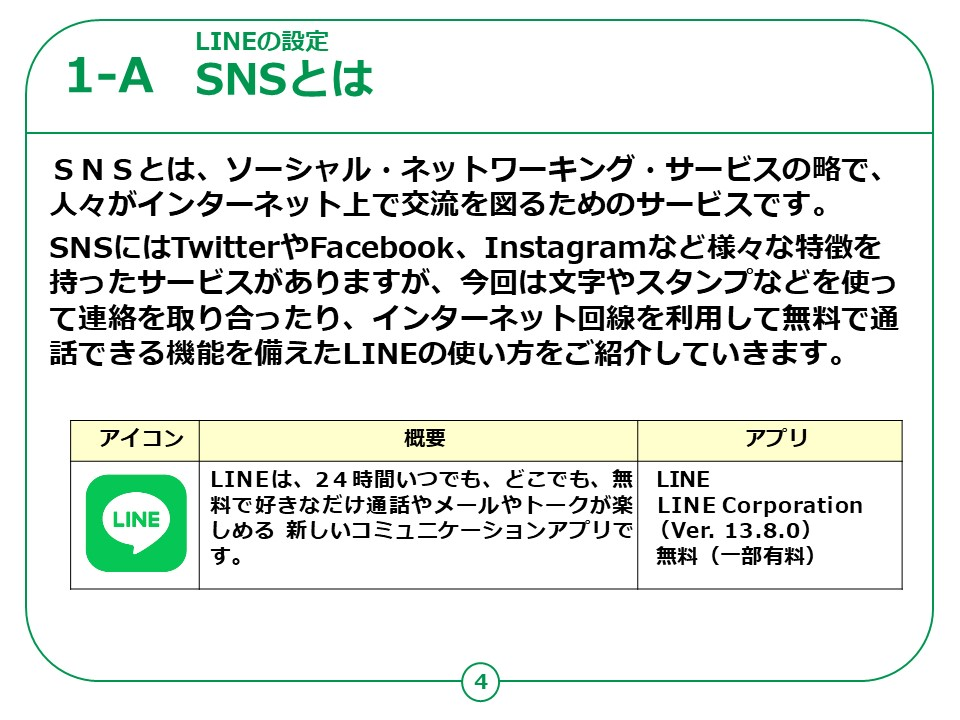 LINEの設定
1-A SNSとは
ＳＮＳとは、ソーシャル・ネットワーキング・サービスの略で、
人々がインターネット上で交流を図るためのサービスです。
SNSにはTwitterやFacebook、Instagramなど様々な特徴を
持ったサービスがありますが、今回は文字やスタンプなどを使っ
て連絡を取り合ったり、インターネット回線を利用して無料で通
話できる機能を備えたLINEの使い方をご紹介していきます。
アイコン 概要 アプリ
LINE
LINEは、2４時間いつでも、どこでも、無
料で好きなだけ通話やメールやトークが楽
しめる 新しいコミュニケーションアプリで
す。
LINE
LINE Corporation
（Ver. 13.8.0）
無料（一部有料）
4